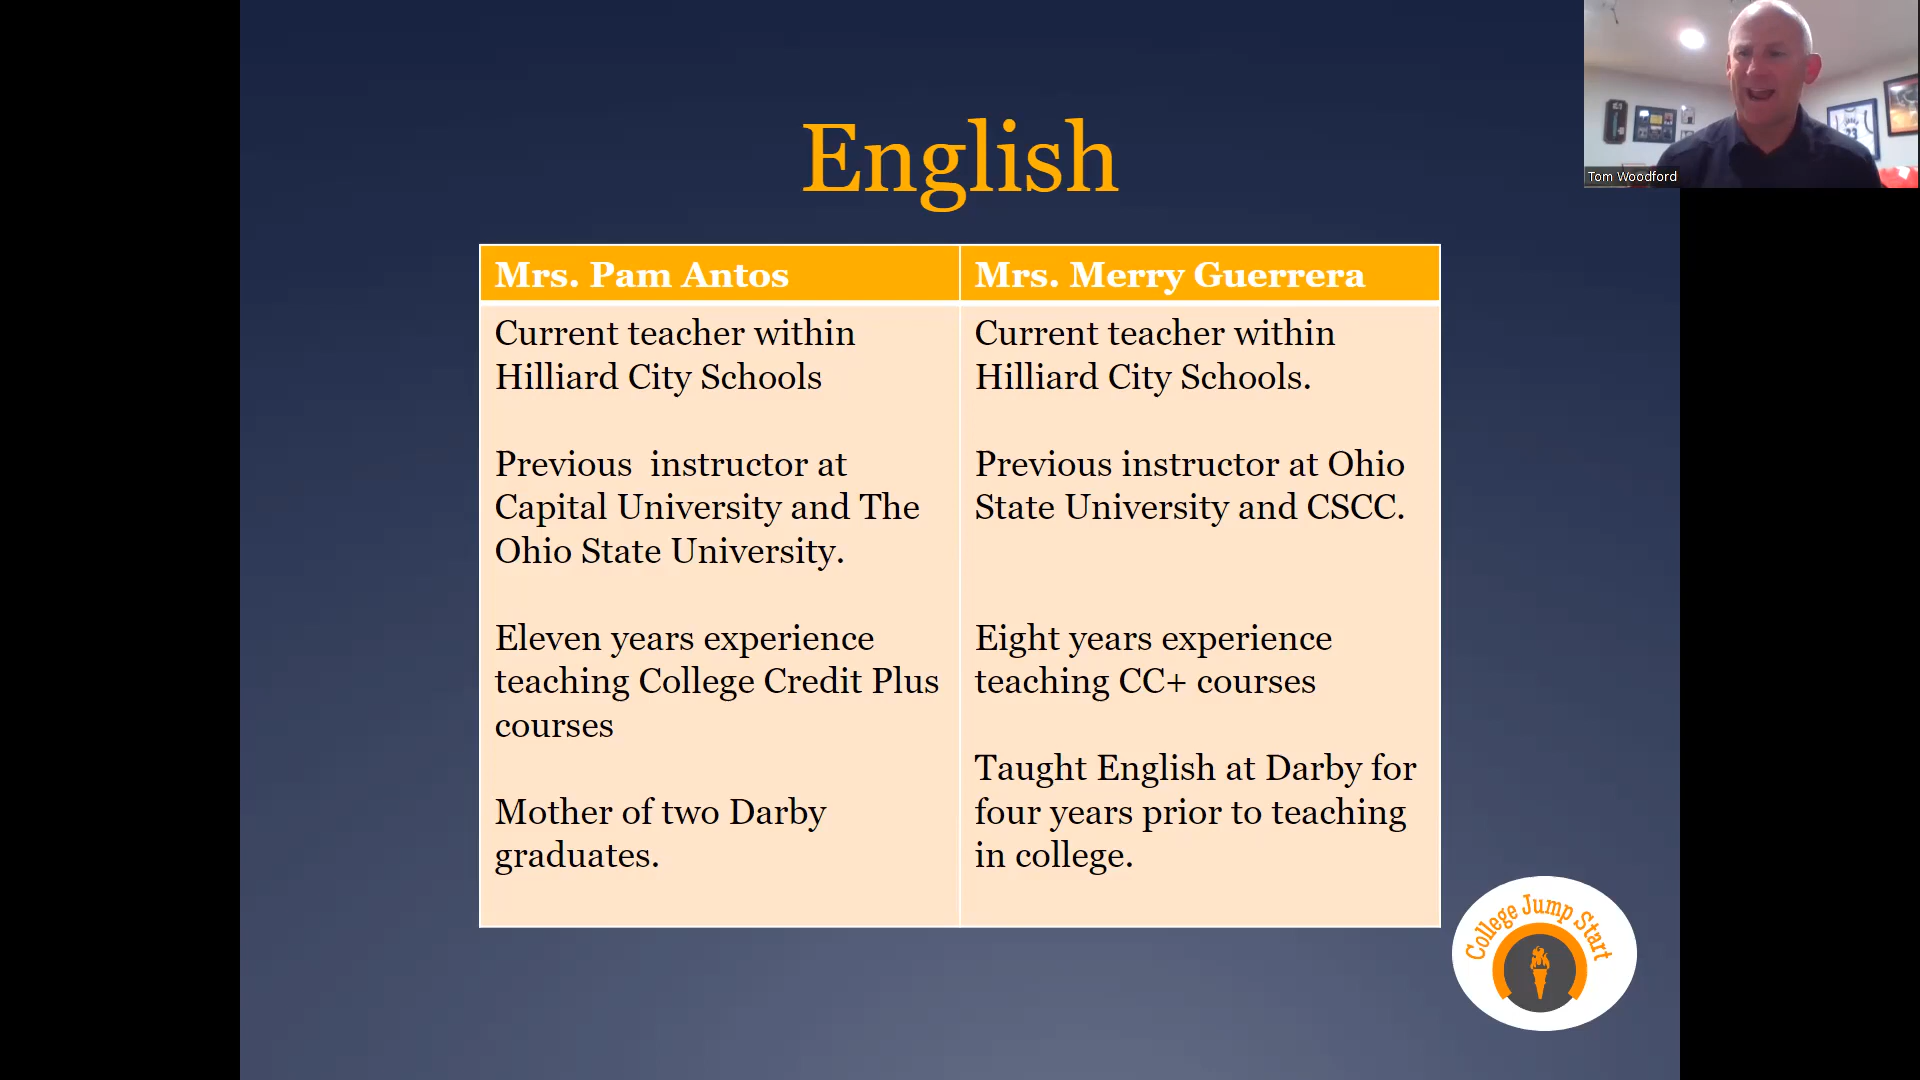 English
Mrs. Pam Antos
Mrs. Merry Guerrera
Current teacher within
Hilliard City Schools
Previous  instructor at
Capital University and The
Ohio State University.
Eleven years experience
teaching College Credit Plus
courses
Mother of two Darby
graduates.
Current teacher within
Hilliard City Schools.
Previous instructor at Ohio
State University and CSCC.
Eight years experience
teaching CC+ courses
Taught English at Darby for
four years prior to teaching
in college.
Tom Woodford
College Jump Start
23